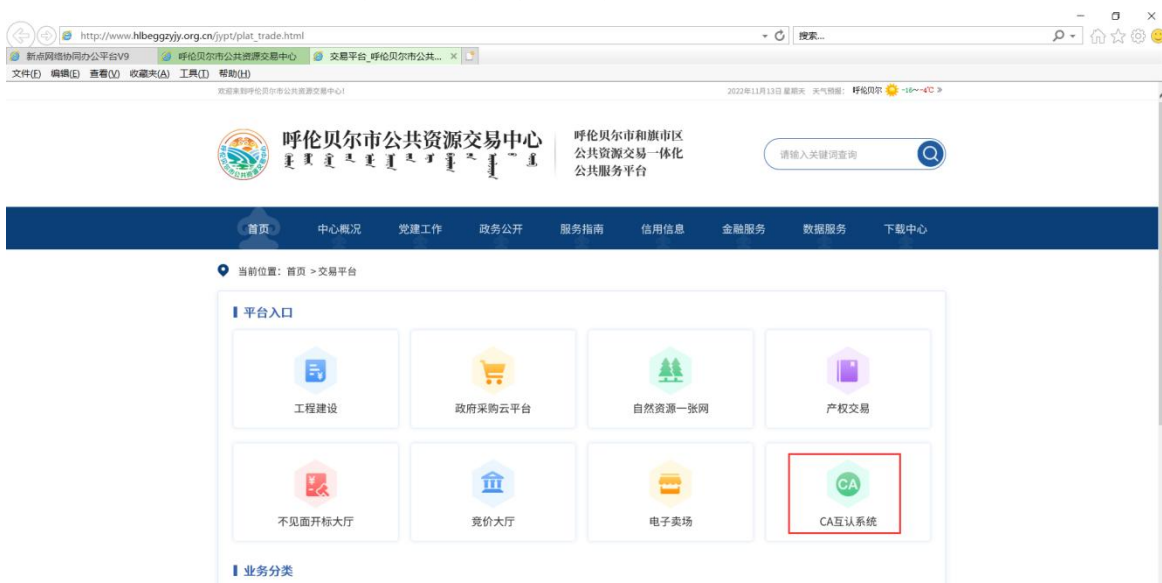 http://www.hlbeggzyjy.org.cn/jypt/plat_trade.html
搜索...
新点网络协同办公平台V9
呼伦贝尔市公共资源交易中心
交易平台_呼伦贝尔市公共...
文件(F) 编辑(E) 查看(V) 收藏夹(A) 工具(T) 帮助(H)
欢迎来到呼伦贝尔市公共资源交易中心!
2022年11月13日 星期天 天气预报: 呼伦贝尔 -16～-4℃
呼伦贝尔市公共资源交易中心
呼伦贝尔市和旗市区
公共资源交易一体化
公共服务平台
请输入关键词查询
首页 中心概况 党建工作 政务公开 服务指南 信用信息 金融服务 数据服务 下载中心
当前位置: 首页 >交易平台
平台入口
工程建设 政府采购云平台 自然资源一张网 产权交易
CA
不见面开标大厅 竞价大厅 电子卖场 CA互认系统
业务分类